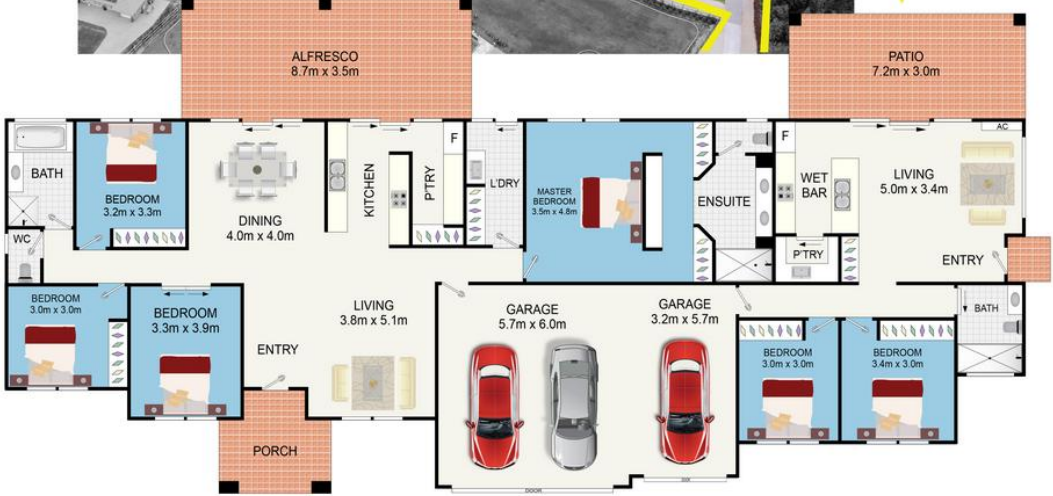 ALFRESCO
8.7m x 3.5m
PATIO
7.2m x 3.0m
BATH
BEDROOM
3.2m x 3.3m
DINING
4.0m x 4.0m
KITCHEN
P'TRY
F
L'DRY
MASTER
BEDROOM
3.5m x 4.8m
ENSUITE
F
WET
BAR
LIVING
5.0m x 3.4m
AC
WC
P'TRY
ENTRY
BEDROOM
3.0m x 3.0m
BEDROOM
3.3m x 3.9m
ENTRY
LIVING
3.8m x 5.1m
GARAGE
5.7m x 6.0m
GARAGE
3.2m x 5.7m
BATH
BEDROOM
3.0m x 3.0m
BEDROOM
3.4m x 3.0m
PORCH
DOOR